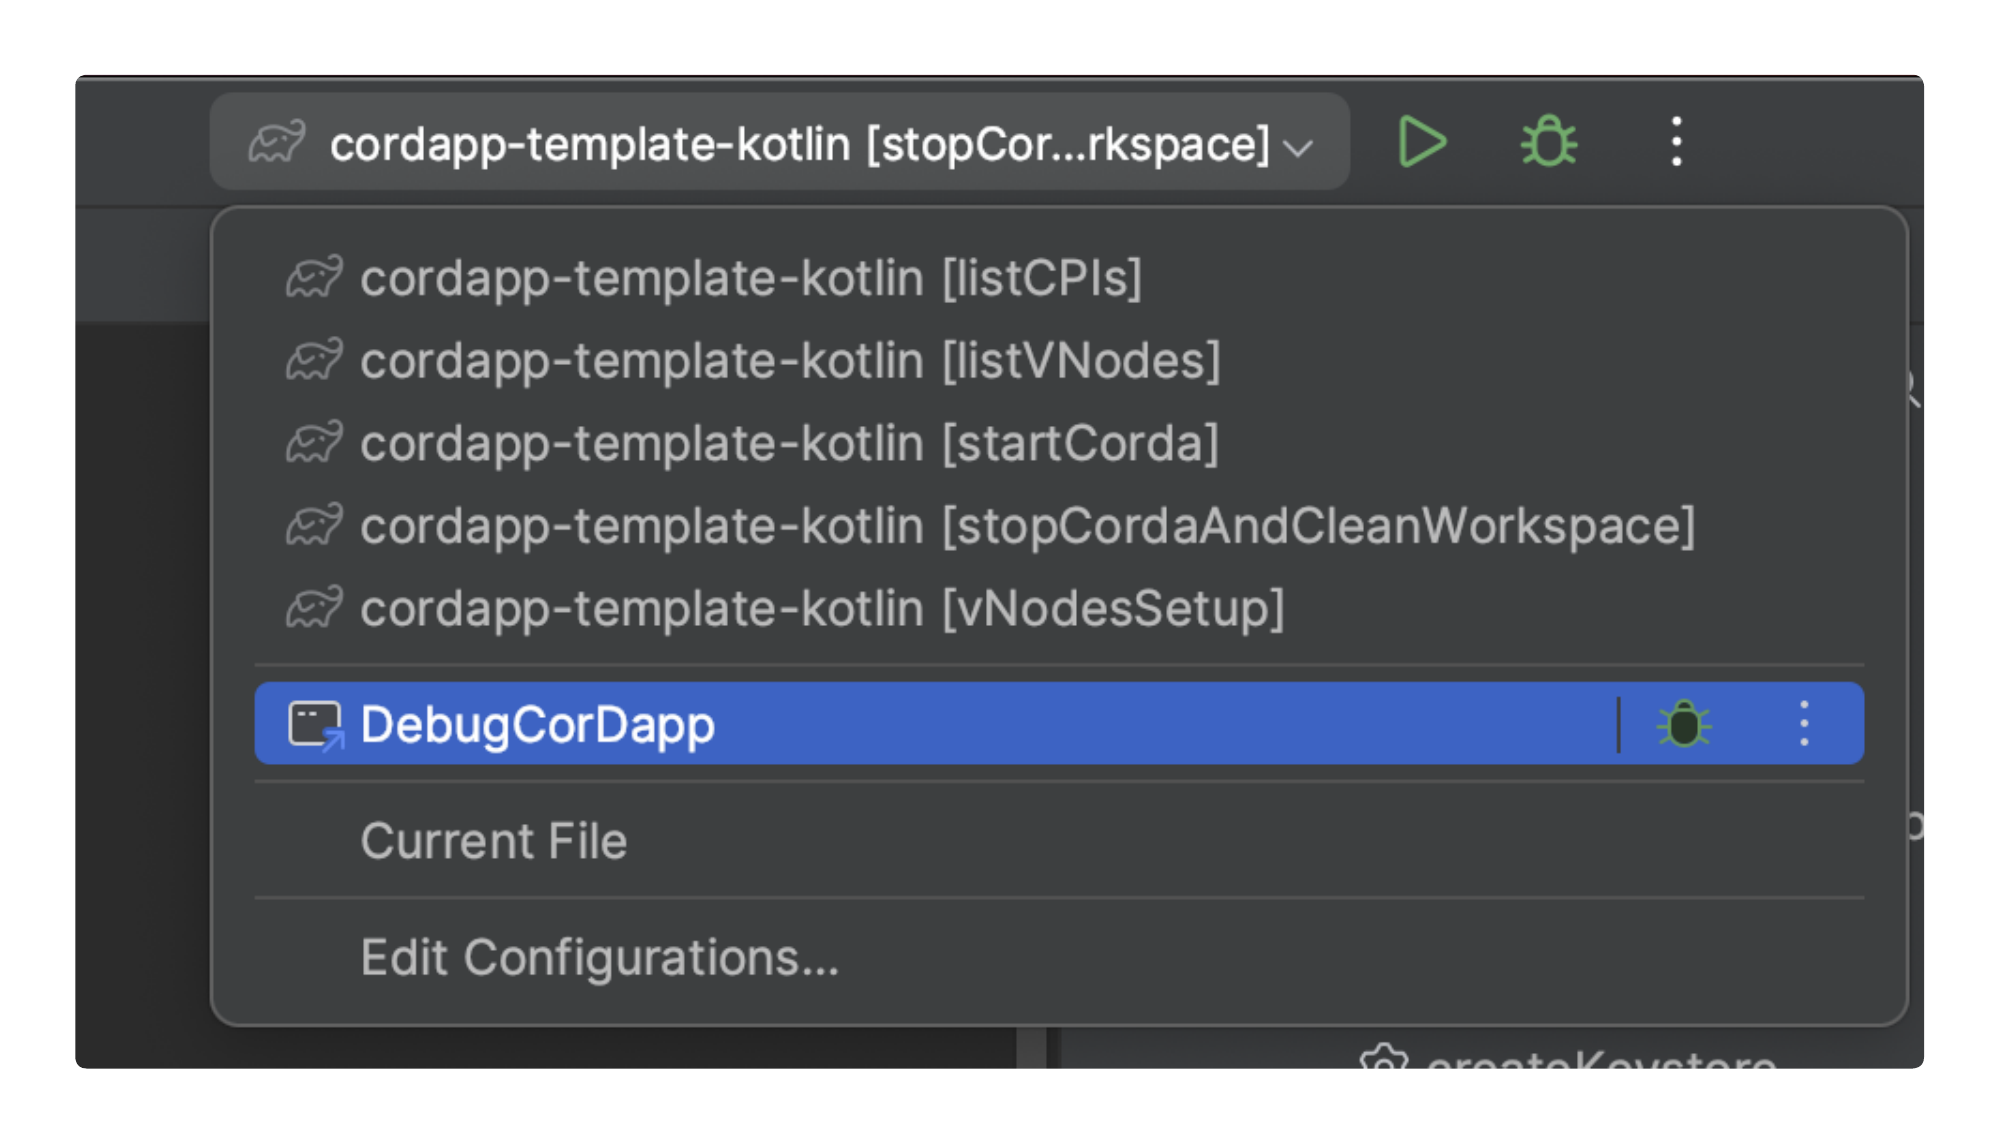 cordapp-template-kotlin [stopCor...rkspace]
cordapp-template-kotlin [listCPIs]
cordapp-template-kotlin [listVNodes]
cordapp-template-kotlin [startCorda]
cordapp-template-kotlin [stopCordaAndCleanWorkspace]
cordapp-template-kotlin [vNodesSetup]
DebugCorDapp
Current File
Edit Configurations...
createKeystore